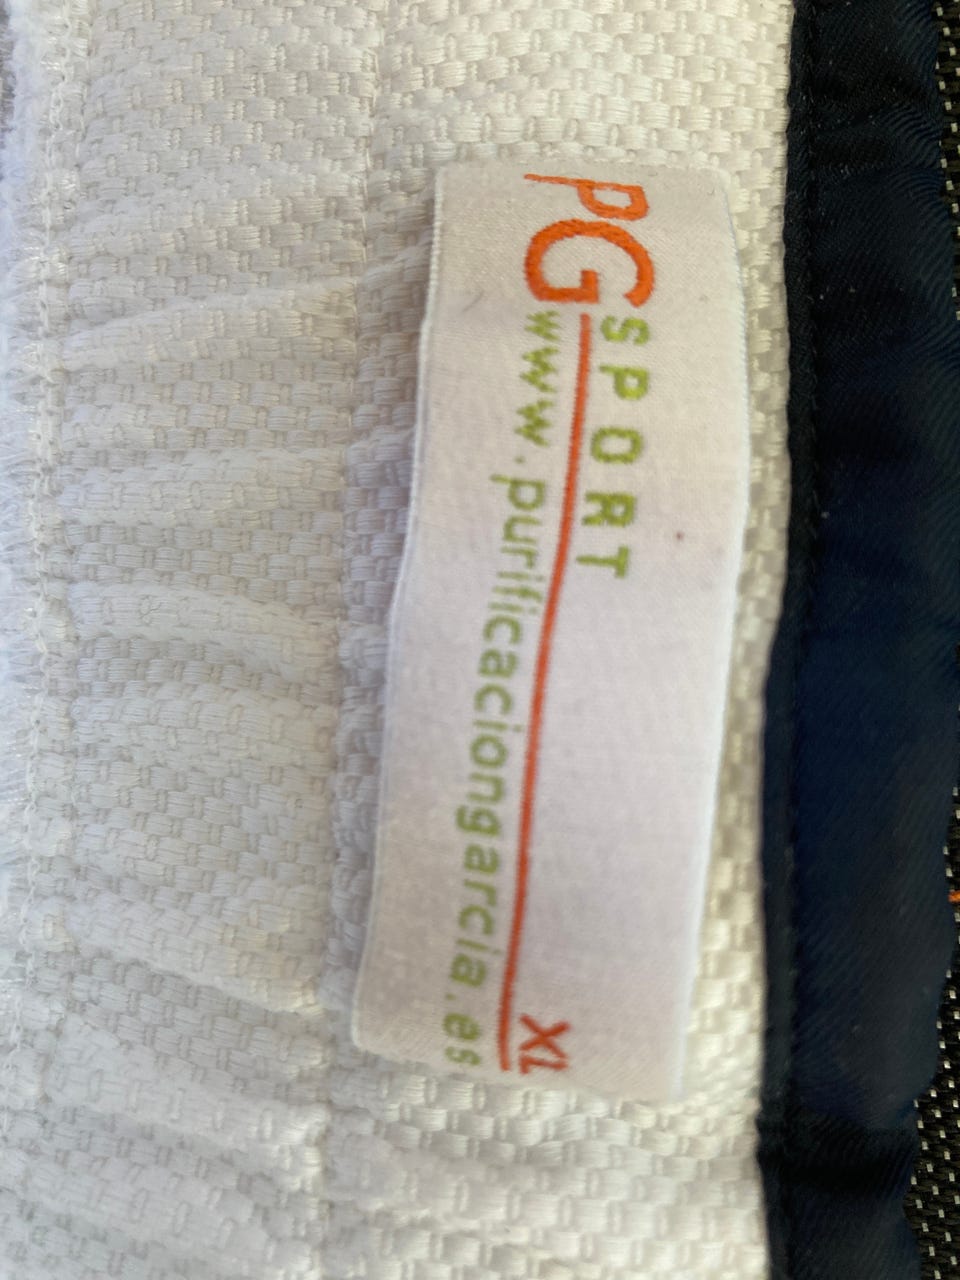 PG SPORT
XL
www.purificaciongarcia.es